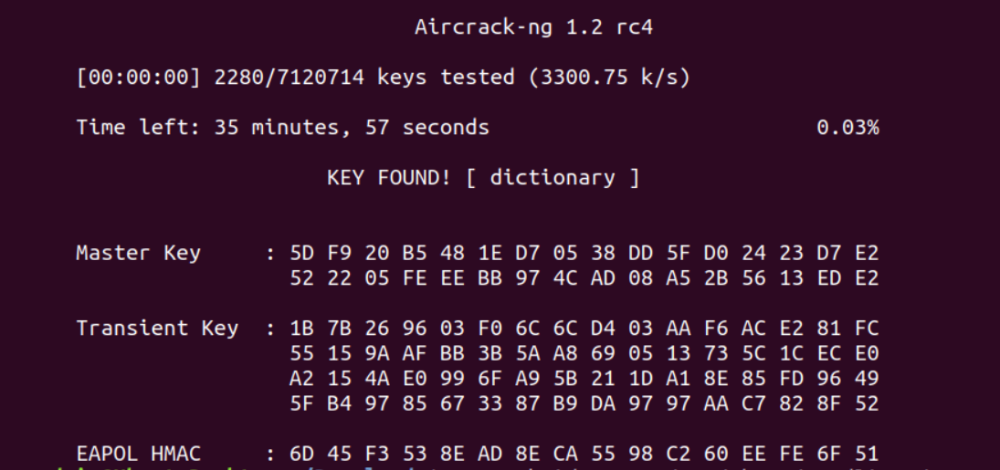 Aircrack-ng 1.2 rc4
[00:00:00] 2280/7120714 keys tested (3300.75 k/s)
Time left: 35 minutes, 57 seconds 0.03%
KEY FOUND! [ dictionary ]
Master Key : 5D F9 20 B5 48 1E D7 05 38 DD 5F D0 24 23 D7 E2
52 22 05 FE EE BB 97 4C AD 08 A5 2B 56 13 ED E2
Transient Key : 1B 7B 26 96 03 F0 6C 6C D4 03 AA F6 AC E2 81 FC
55 15 9A AF BB 3B 5A A8 69 05 13 73 5C 1C EC E0
A2 15 4A E0 99 6F A9 5B 21 1D A1 8E 85 FD 96 49
5F B4 97 85 67 33 87 B9 DA 97 97 AA C7 82 8F 52
EAPOL HMAC : 6D 45 F3 53 8E AD 8E CA 55 98 C2 60 EE FE 6F 51